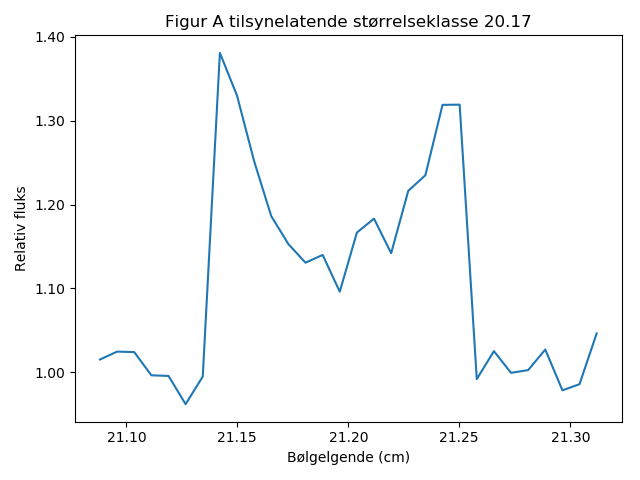 Figur A tilsynelatende størrelseklasse 20.17
1.40
1.30
1.20
1.10
1.00
Relativ fluks
21.10 21.15 21.20 21.25 21.30
Bølgelgende (cm)